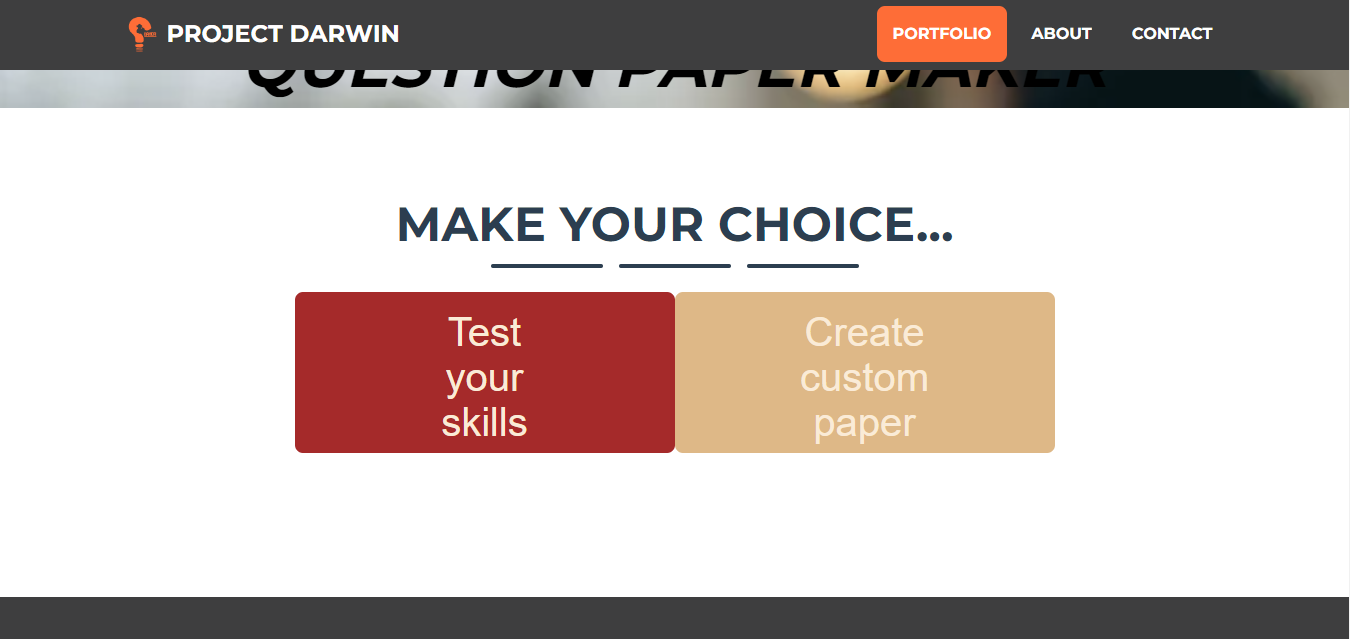 PROJECT DARWIN
PORTFOLIO
ABOUT
CONTACT
QUESTION PAPER MAKER
MAKE YOUR CHOICE...
Test
your
skills
Create
custom
paper